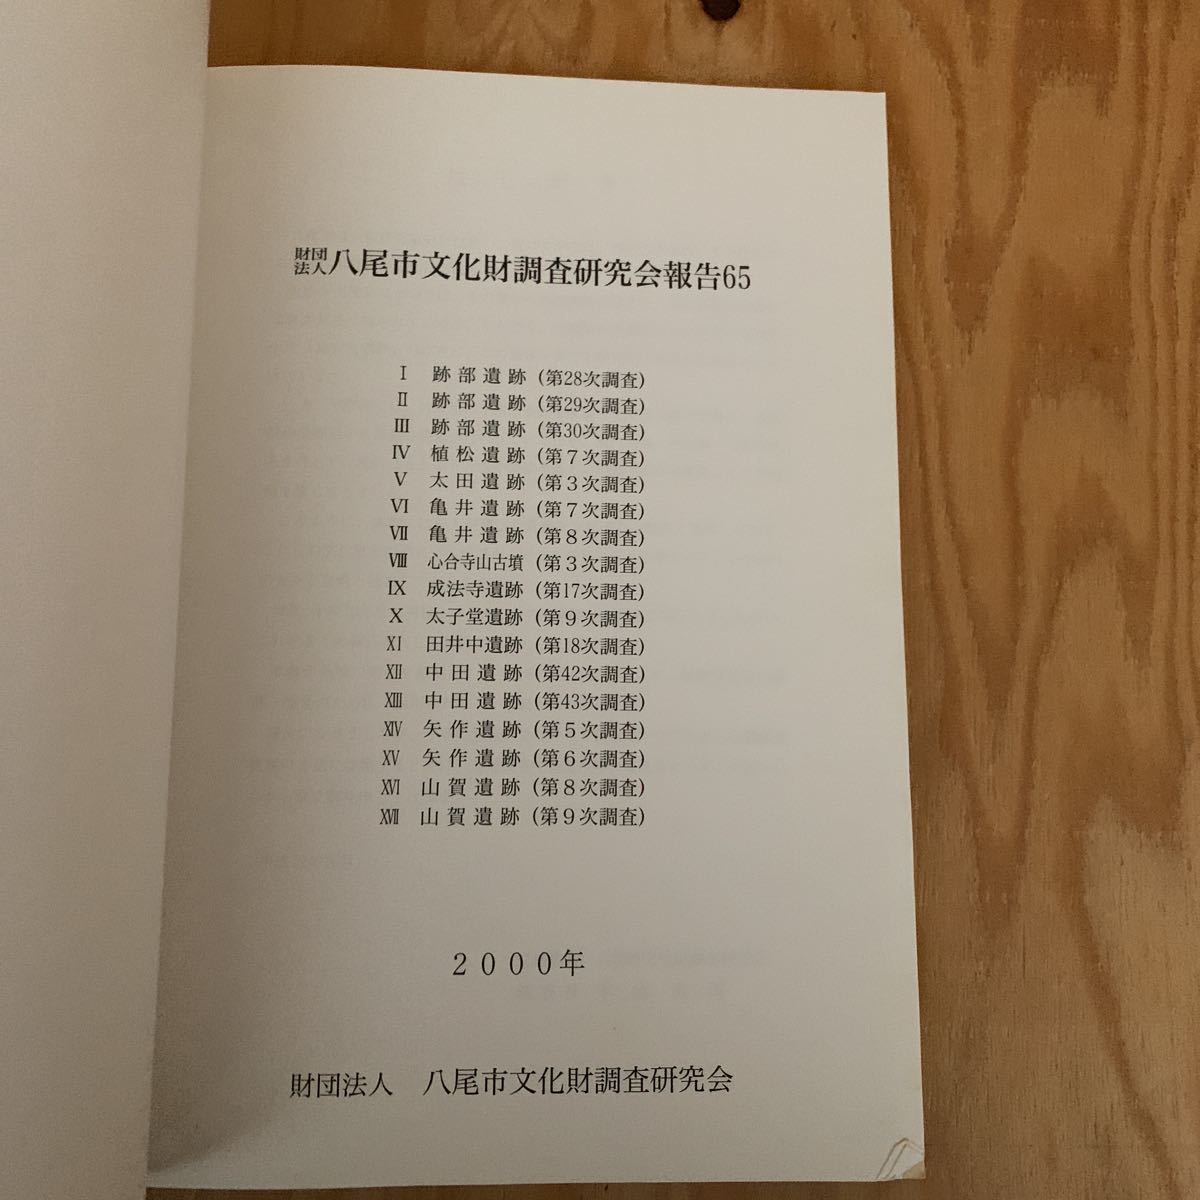 財団法人八尾市文化財調査研究会報告65
Ⅰ 跡部遺跡 (第28次調査)
Ⅱ 跡部遺跡 (第29次調査)
Ⅲ 跡部遺跡 (第30次調査)
Ⅳ 植松遺跡 (第7次調査)
Ⅴ 太田遺跡 (第3次調査)
Ⅵ 亀井遺跡 (第7次調査)
Ⅶ 亀井遺跡 (第8次調査)
Ⅷ 心合寺山古墳 (第3次調査)
Ⅸ 成法寺遺跡 (第17次調査)
Ⅹ 太子堂遺跡 (第9次調査)
Ⅺ 田井中遺跡 (第18次調査)
Ⅻ 中田遺跡 (第42次調査)
XIII 中田遺跡 (第43次調査)
XIV 矢作遺跡 (第5次調査)
XV 矢作遺跡 (第6次調査)
XVI 山賀遺跡 (第8次調査)
XVII 山賀遺跡 (第9次調査)
2000年
財団法人 八尾市文化財調査研究会